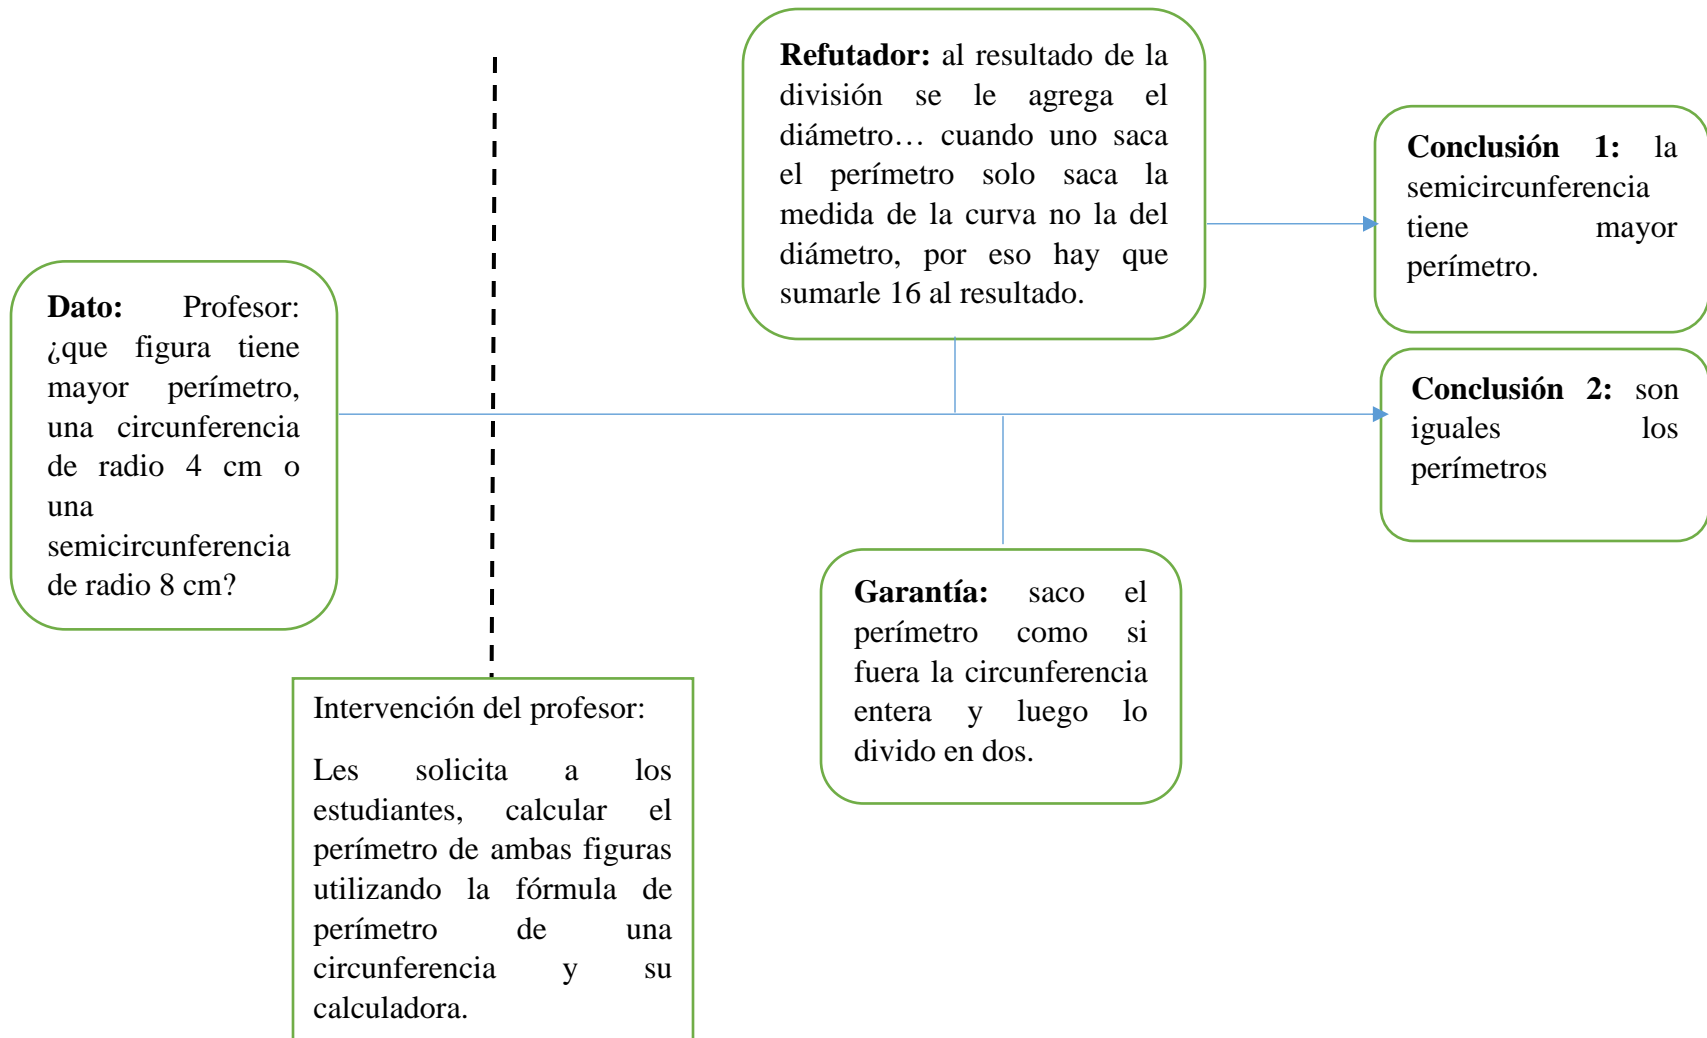 Refutador: al resultado de la
división se le agrega el
diámetro… cuando uno saca
el perímetro solo saca la
medida de la curva no la del
diámetro, por eso hay que
sumarle 16 al resultado.
Conclusión 1: la
semicircunferencia
tiene mayor
perímetro.
Dato: Profesor:
¿que figura tiene
mayor perímetro,
una circunferencia
de radio 4 cm o
una
semicircunferencia
de radio 8 cm?
Conclusión 2: son
iguales los
perímetros
Garantía: saco el
perímetro como si
fuera la circunferencia
entera y luego lo
divido en dos.
Intervención del profesor:
Les solicita a los
estudiantes, calcular el
perímetro de ambas figuras
utilizando la fórmula de
perímetro de una
circunferencia y su
calculadora.